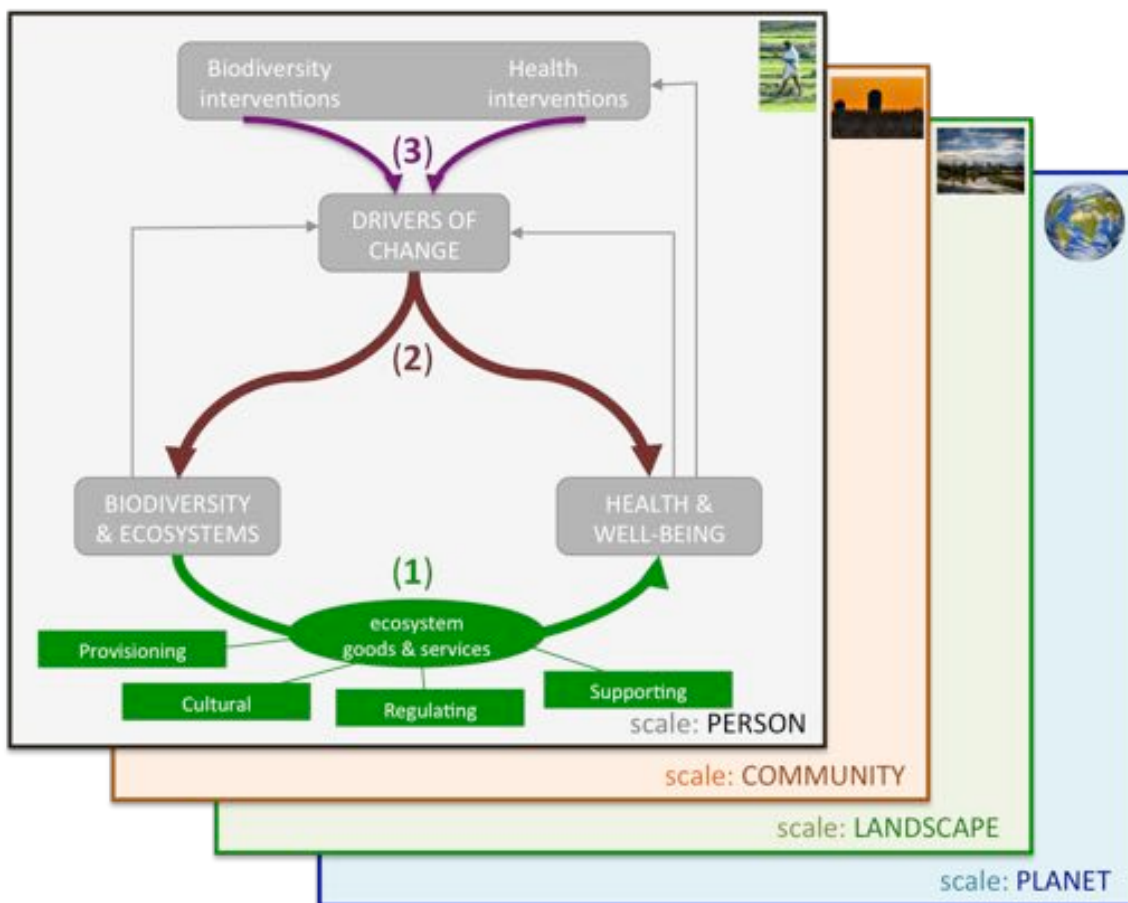 Biodiversity
interventions
Health
interventions
(3)
DRIVERS OF
CHANGE
(2)
BIODIVERSITY
& ECOSYSTEMS
HEALTH &
WELL-BEING
(1)
ecosystem
goods & services
Provisioning
Cultural
Regulating
Supporting
scale: PERSON
scale: COMMUNITY
scale: LANDSCAPE
scale: PLANET